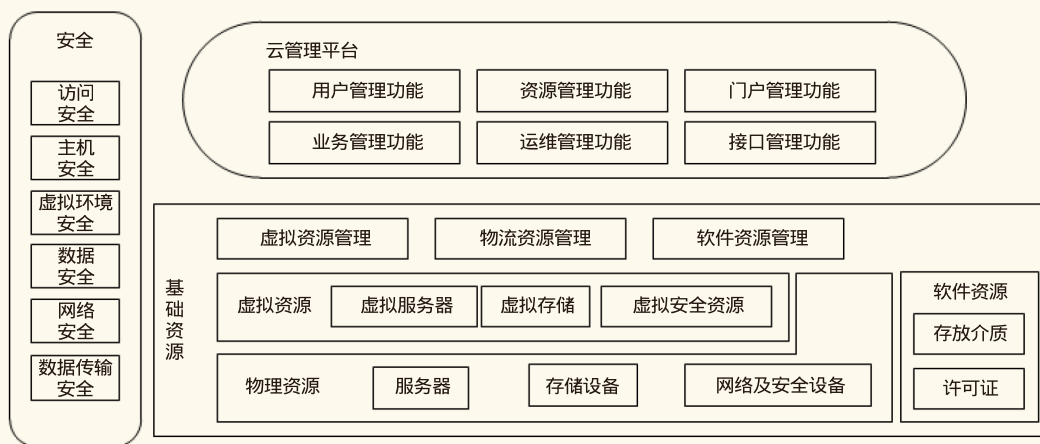 安全
访问
安全
主机
安全
虚拟环境
安全
数据
安全
网络
安全
数据传输
安全
云管理平台
用户管理功能
资源管理功能
门户管理功能
业务管理功能
运维管理功能
接口管理功能
基
础
资
源
虚拟资源管理
物流资源管理
软件资源管理
虚拟资源
虚拟服务器
虚拟存储
虚拟安全资源
物理资源
服务器
存储设备
网络及安全设备
软件资源
存放介质
许可证